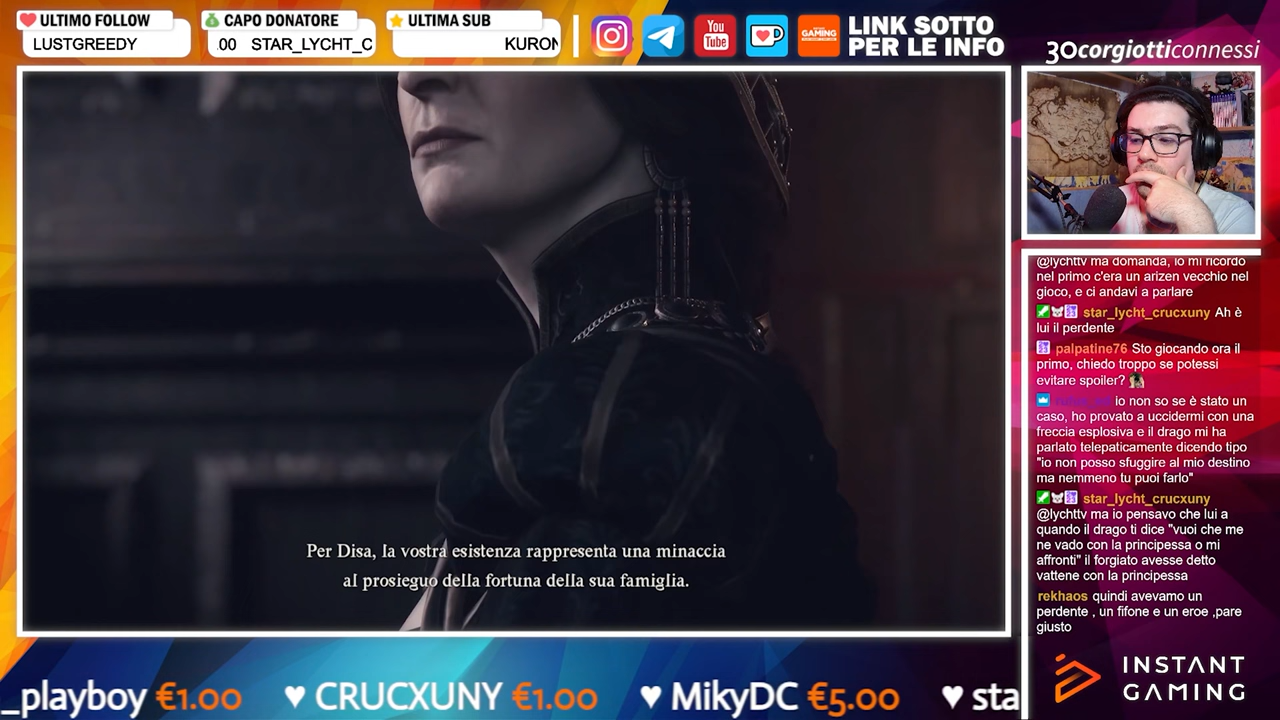 ULTIMO FOLLOW
LUSTGREEDY
CAPO DONATORE
.00 STAR_LYCHT_C
ULTIMA SUB
KURON
You
Tube
GAMING
LINK SOTTO
PER LE INFO
30corgiotticonnessi
@lychttv ma domanda, io mi ricordo
nel primo c'era un arizen vecchio nel
gioco, e ci andavi a parlare
star_lycht_crucxuny Ah è
lui il perdente
palpatine76 Sto giocando ora il
primo, chiedo troppo se potessi
evitare spoiler?
io non so se è stato un
caso, ho provato a uccidermi con una
freccia esplosiva e il drago mi ha
parlato telepaticamente dicendo tipo
"io non posso sfuggire al mio destino
ma nemmeno tu puoi farlo"
star_lycht_crucxuny
@lychttv ma io pensavo che lui a
quando il drago ti dice "vuoi che me
ne vado con la principessa o mi
affronti" il forgiato avesse detto
vattene con la principessa
rekhaos quindi avevamo un
perdente , un fifone e un eroe ,pare
giusto
Per Disa, la vostra esistenza rappresenta una minaccia
al prosieguo della fortuna della sua famiglia.
_playboy €1.00 ♥ CRUCXUNY €1.00 ♥ MikyDC €5.00 ♥ sta
INSTANT
GAMING